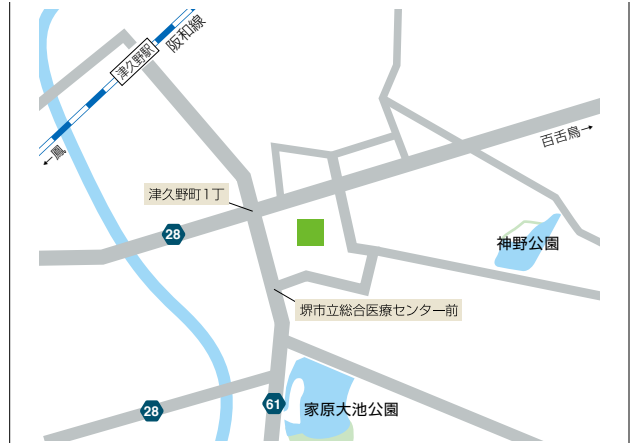 阪和線
津久野駅
←鳳
百舌鳥→
津久野町1丁
28
神野公園
堺市立総合医療センター前
28
61
家原大池公園